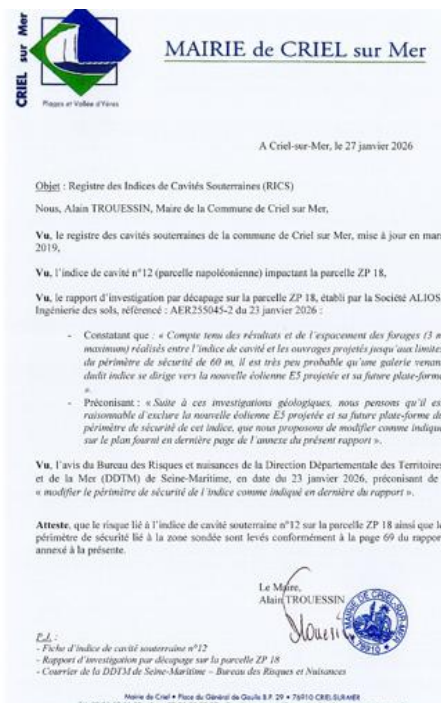 CRIEL sur Mer
Plages et Vallée d'Yères
MAIRIE de CRIEL sur Mer
A Criel-sur-Mer, le 27 janvier 2026
Objet : Registre des Indices de Cavités Souterraines (RICS)
Nous, Alain TROUESSIN, Maire de la Commune de Criel sur Mer,
Vu, le registre des cavités souterraines de la commune de Criel sur Mer, mise à jour en mars
2019,
Vu, l'indice de cavité n°12 (parcelle napoléonienne) impactant la parcelle ZP 18,
Vu, le rapport d'investigation par décapage sur la parcelle ZP 18, établi par la Société ALIOS
Ingénierie des sols, référencé : AER255045-2 du 23 janvier 2026 :
- Constatant que : « Compte tenu des résultats et de l'espacement des forages (3 m
maximum) réalisés entre l'indice de cavité et les ouvrages projetés jusqu'aux limites
du périmètre de sécurité de 60 m, il est très peu probable qu'une galerie venant
dudit indice se dirige vers la nouvelle éolienne E5 projetée et sa future plate-forme
».
- Préconisant : « Suite à ces investigations géologiques, nous pensons qu'il est
raisonnable d'exclure la nouvelle éolienne E5 projetée et sa future plate-forme du
périmètre de sécurité de cet indice, que nous proposons de modifier comme indiqué
sur le plan fourni en dernière page de l'annexe du présent rapport ».
Vu, l'avis du Bureau des Risques et nuisances de la Direction Départementale des Territoires
et de la Mer (DDTM) de Seine-Maritime, en date du 23 janvier 2026, préconisant de :
« modifier le périmètre de sécurité de l'indice comme indiqué en dernière du rapport ».
Atteste, que le risque lié à l'indice de cavité souterraine n°12 sur la parcelle ZP 18 ainsi que le
périmètre de sécurité lié à la zone sondée sont levés conformément à la page 69 du rapport
annexé à la présente.
Le Maire,
Alain TROUESSIN
MAIRIE DE CRIEL-SUR-MER
76910
P.J. :
- Fiche d'indice de cavité souterraine n°12
- Rapport d'investigation par décapage sur la parcelle ZP 18
- Courrier de la DDTM de Seine-Maritime – Bureau des Risques et Nuisances
Mairie de Criel • Place du Général de Gaulle B.P. 29 • 76910 CRIEL-SUR-MER